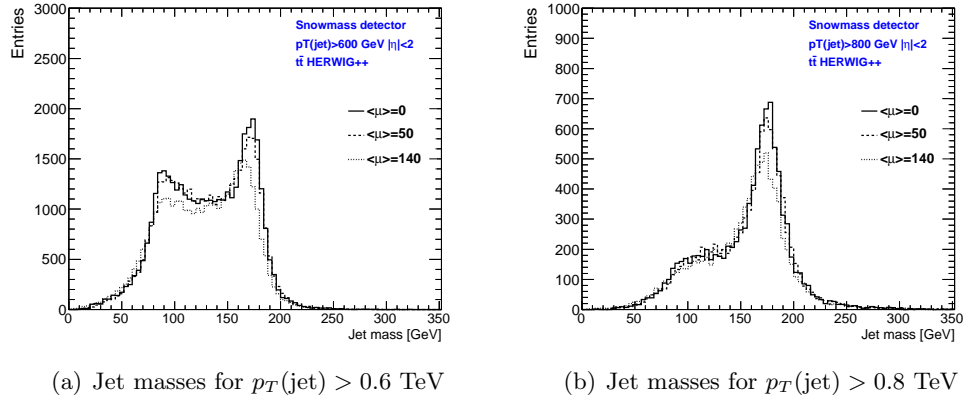 Entries
3000
2500
2000
1500
1000
500
0
Snowmass detector
pT(jet)>600 GeV |η|<2
tt̄ HERWIG++
<μ>=0
<μ>=50
<μ>=140
0 50 100 150 200 250 300 350
Jet mass [GeV]
(a) Jet masses for pT(jet) > 0.6 TeV
Entries
1000
900
800
700
600
500
400
300
200
100
0
Snowmass detector
pT(jet)>800 GeV |η|<2
tt̄ HERWIG++
<μ>=0
<μ>=50
<μ>=140
0 50 100 150 200 250 300 350
Jet mass [GeV]
(b) Jet masses for pT(jet) > 0.8 TeV